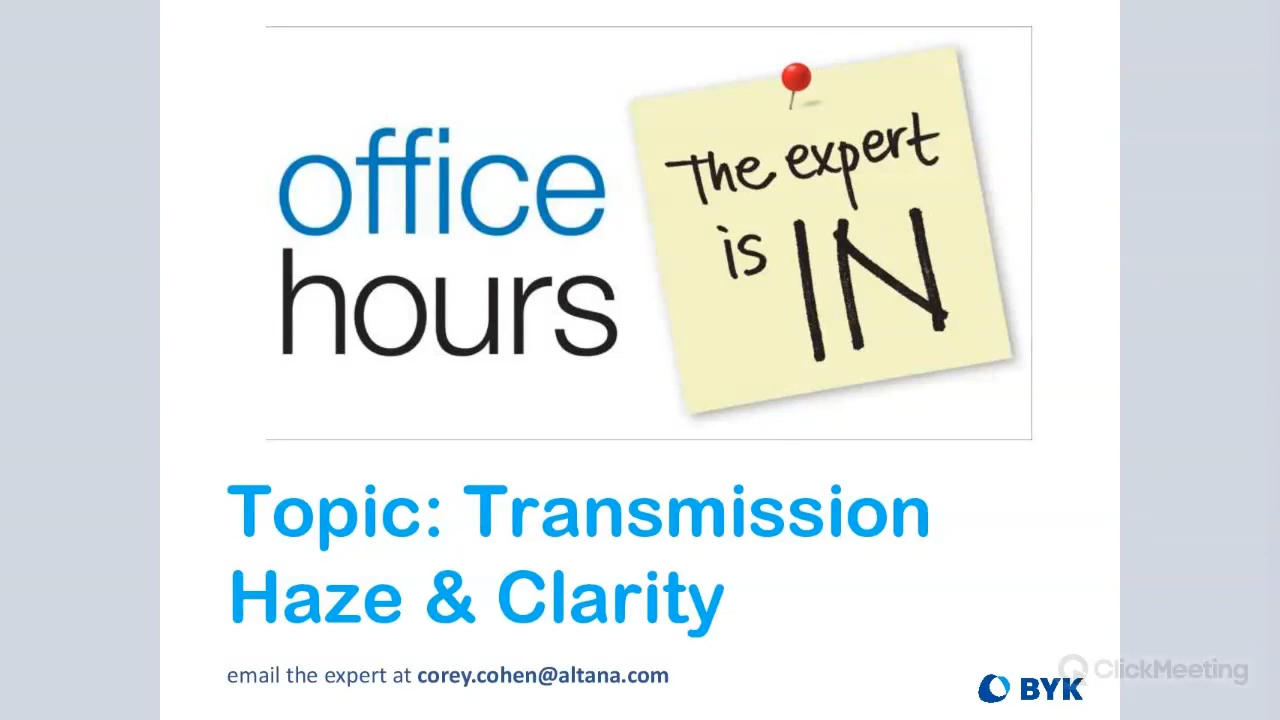 office
hours
The expert
is IN
Topic: Transmission
Haze & Clarity
email the expert at corey.cohen@altana.com
BYK
ClickMeeting